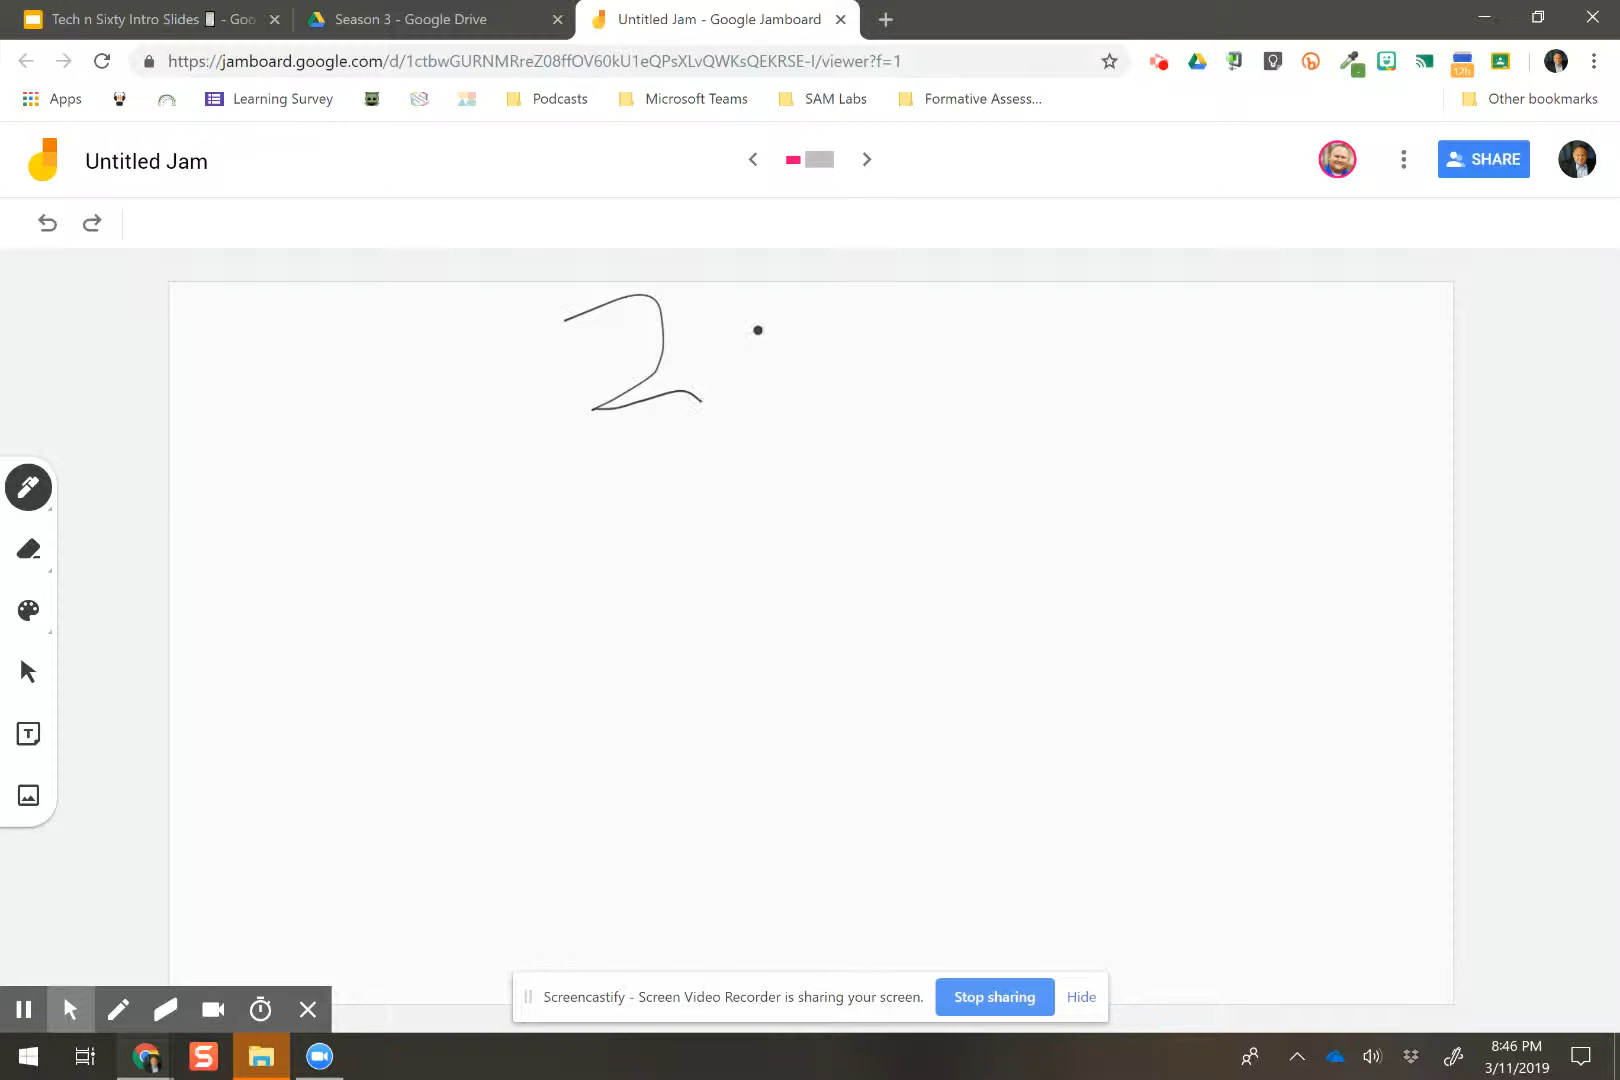 Tech n Sixty Intro Slides - Goo
Season 3 - Google Drive
Untitled Jam - Google Jamboard
https://jamboard.google.com/d/1ctbwGURNMRreZ08ffOV60kU1eQPsXLvQWKsQEKRSE-I/viewer?f=1
12h
Apps
Learning Survey
Podcasts
Microsoft Teams
SAM Labs
Formative Assess...
Other bookmarks
Untitled Jam
SHARE
2
Screencastify - Screen Video Recorder is sharing your screen.
Stop sharing
Hide
8:46 PM
3/11/2019